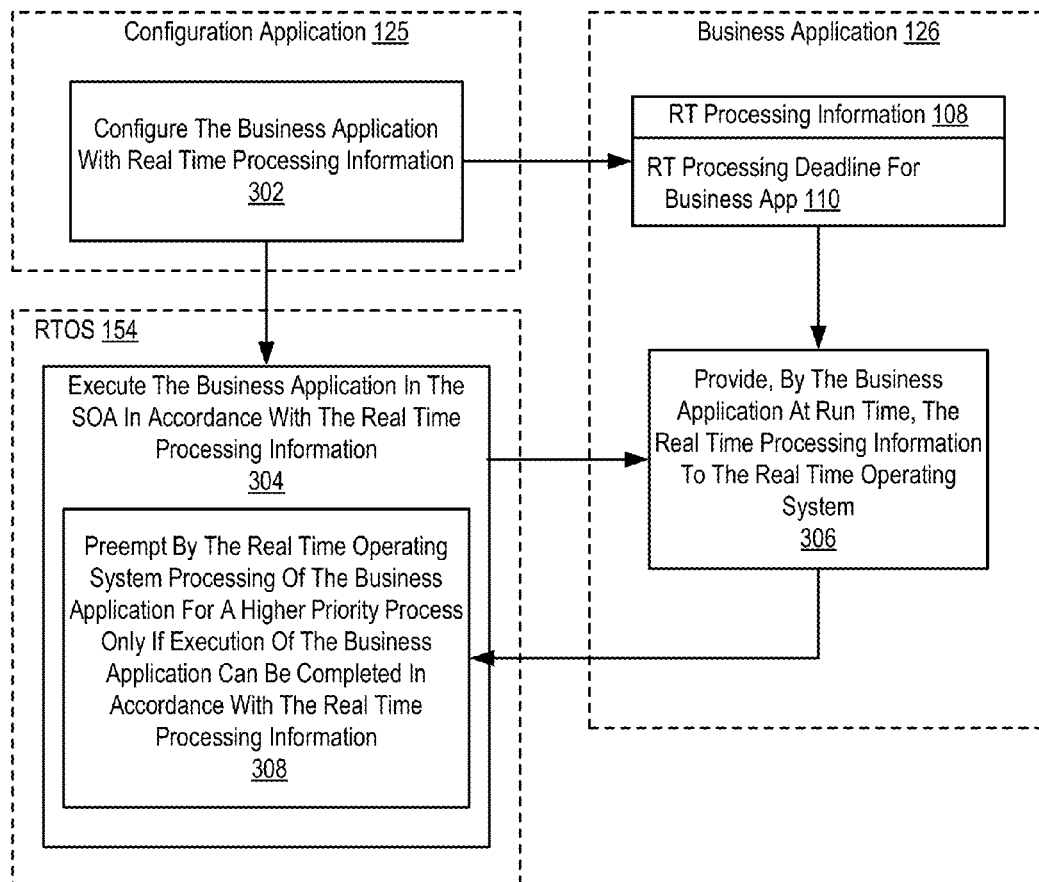 Configuration Application 125
Configure The Business Application
With Real Time Processing Information
302
Business Application 126
RT Processing Information 108
RT Processing Deadline For
Business App 110
RTOS 154
Execute The Business Application In The
SOA In Accordance With The Real Time
Processing Information
304
Provide, By The Business
Application At Run Time, The
Real Time Processing Information
To The Real Time Operating
System
306
Preempt By The Real Time Operating
System Processing Of The Business
Application For A Higher Priority Process
Only If Execution Of The Business
Application Can Be Completed In
Accordance With The Real Time
Processing Information
308